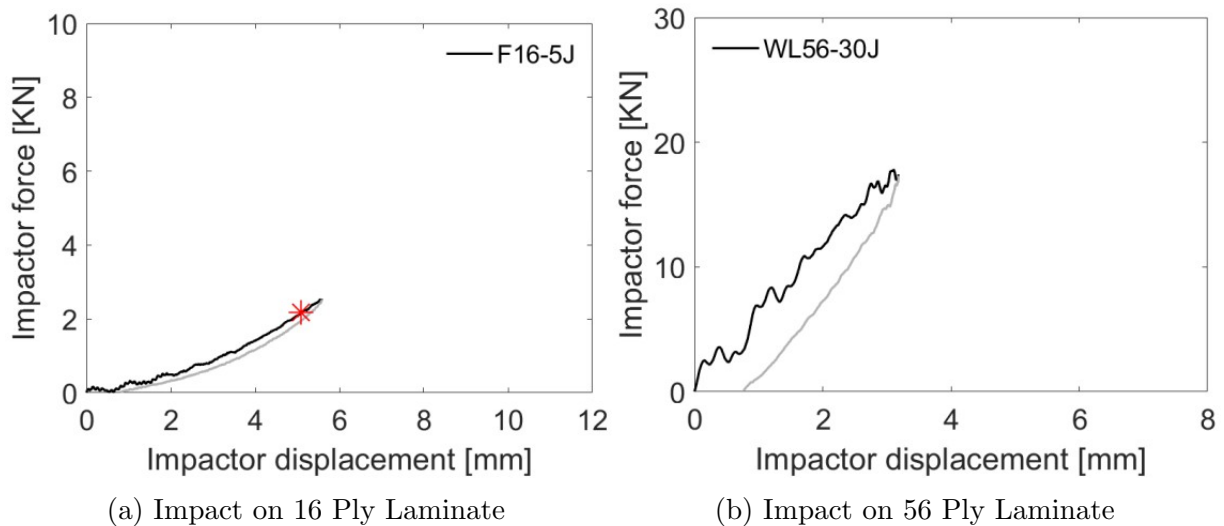 10
8
6
4
2
0
Impactor force [KN]
F16-5J
0 2 4 6 8 10 12
Impactor displacement [mm]
(a) Impact on 16 Ply Laminate
30
20
10
0
Impactor force [KN]
WL56-30J
0 2 4 6 8
Impactor displacement [mm]
(b) Impact on 56 Ply Laminate